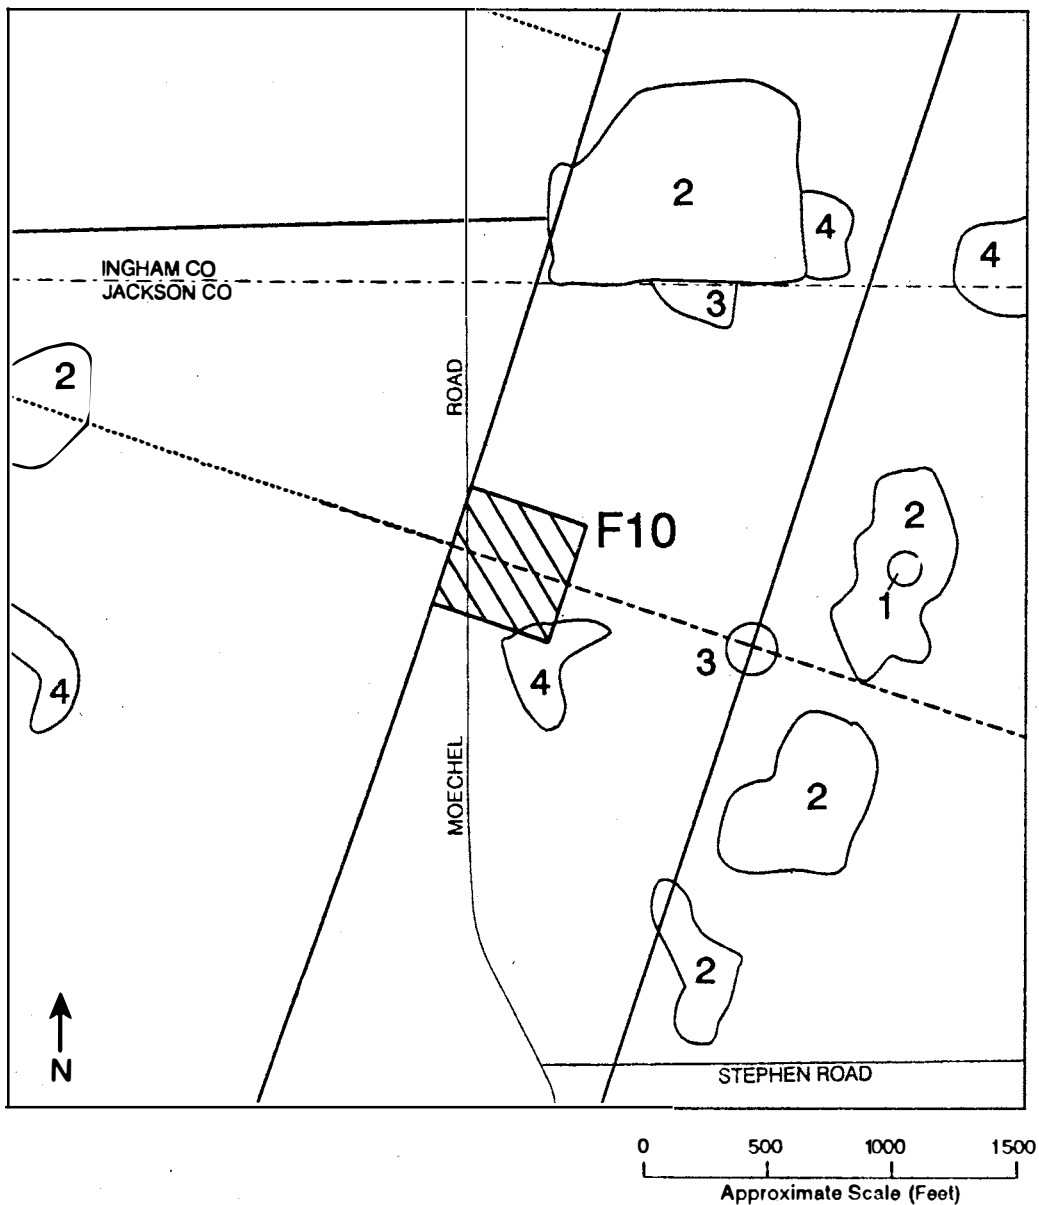 2
4
4
INGHAM CO
JACKSON CO
3
2
ROAD
2
F10
1
3
4
4
MOECHEL
2
2
N
STEPHEN ROAD
0 500 1000 1500
Approximate Scale (Feet)